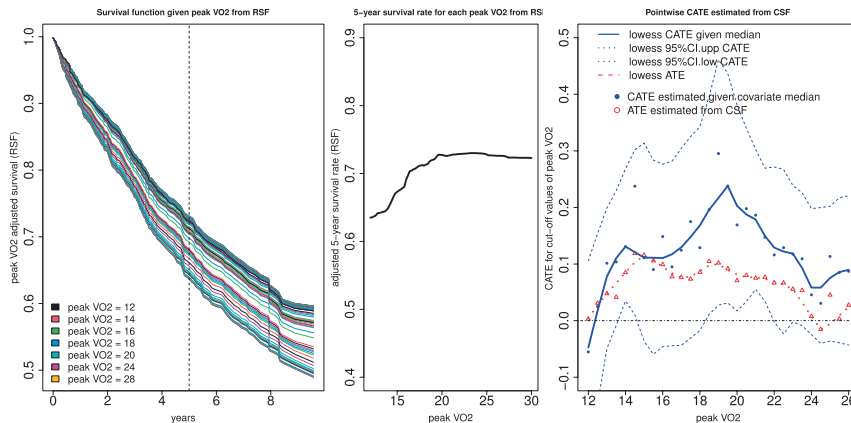 Survival function given peak VO2 from RSF
peak VO2 adjusted survival (RSF)
1.0
0.9
0.8
0.7
0.6
0.5
peak VO2 = 12
peak VO2 = 14
peak VO2 = 16
peak VO2 = 18
peak VO2 = 20
peak VO2 = 24
peak VO2 = 28
0 2 4 6 8
years
5-year survival rate for each peak VO2 from RSF
adjusted 5-year survival rate (RSF)
0.9
0.8
0.7
0.6
0.5
0.4
15 20 25 30
peak VO2
Pointwise CATE estimated from CSF
CATE for cut-off values of peak VO2
0.5
0.4
0.3
0.2
0.1
0.0
-0.1
lowess CATE given median
lowess 95%CI.upp CATE
lowess 95%CI.low CATE
lowess ATE
CATE estimated given covariate median
ATE estimated from CSF
12 14 16 18 20 22 24 26
peak VO2